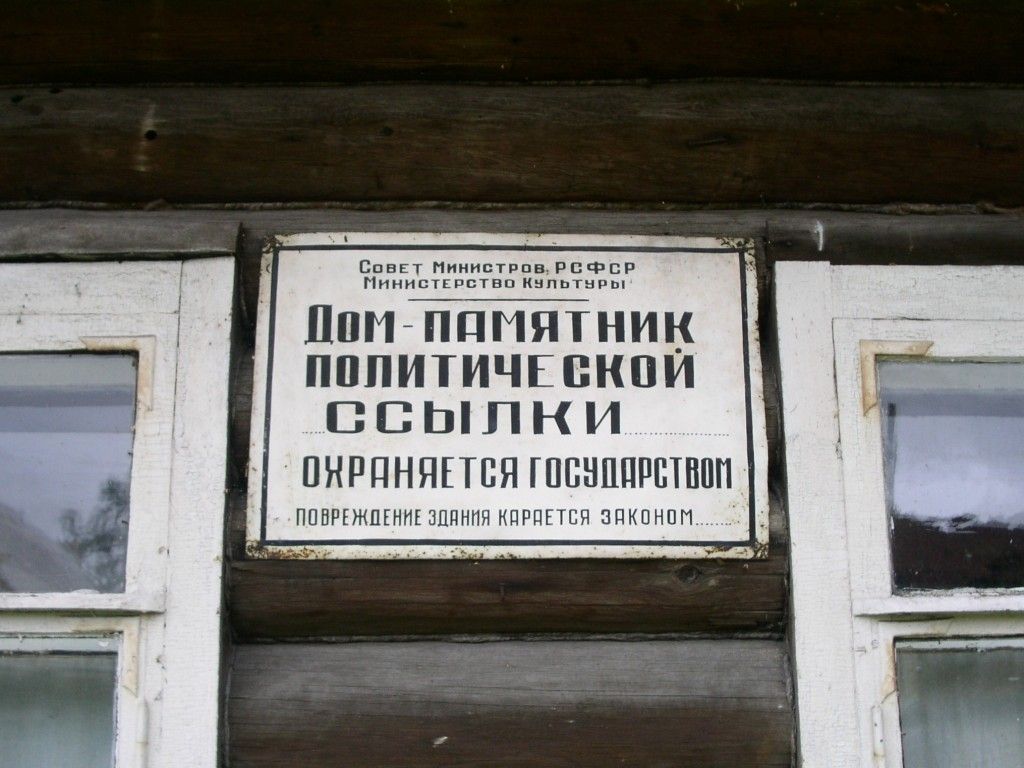 Совет Министров РСФСР
Министерство Культуры
Дом-памятник
политической
ссылки
охраняется государством
повреждение здания карается законом